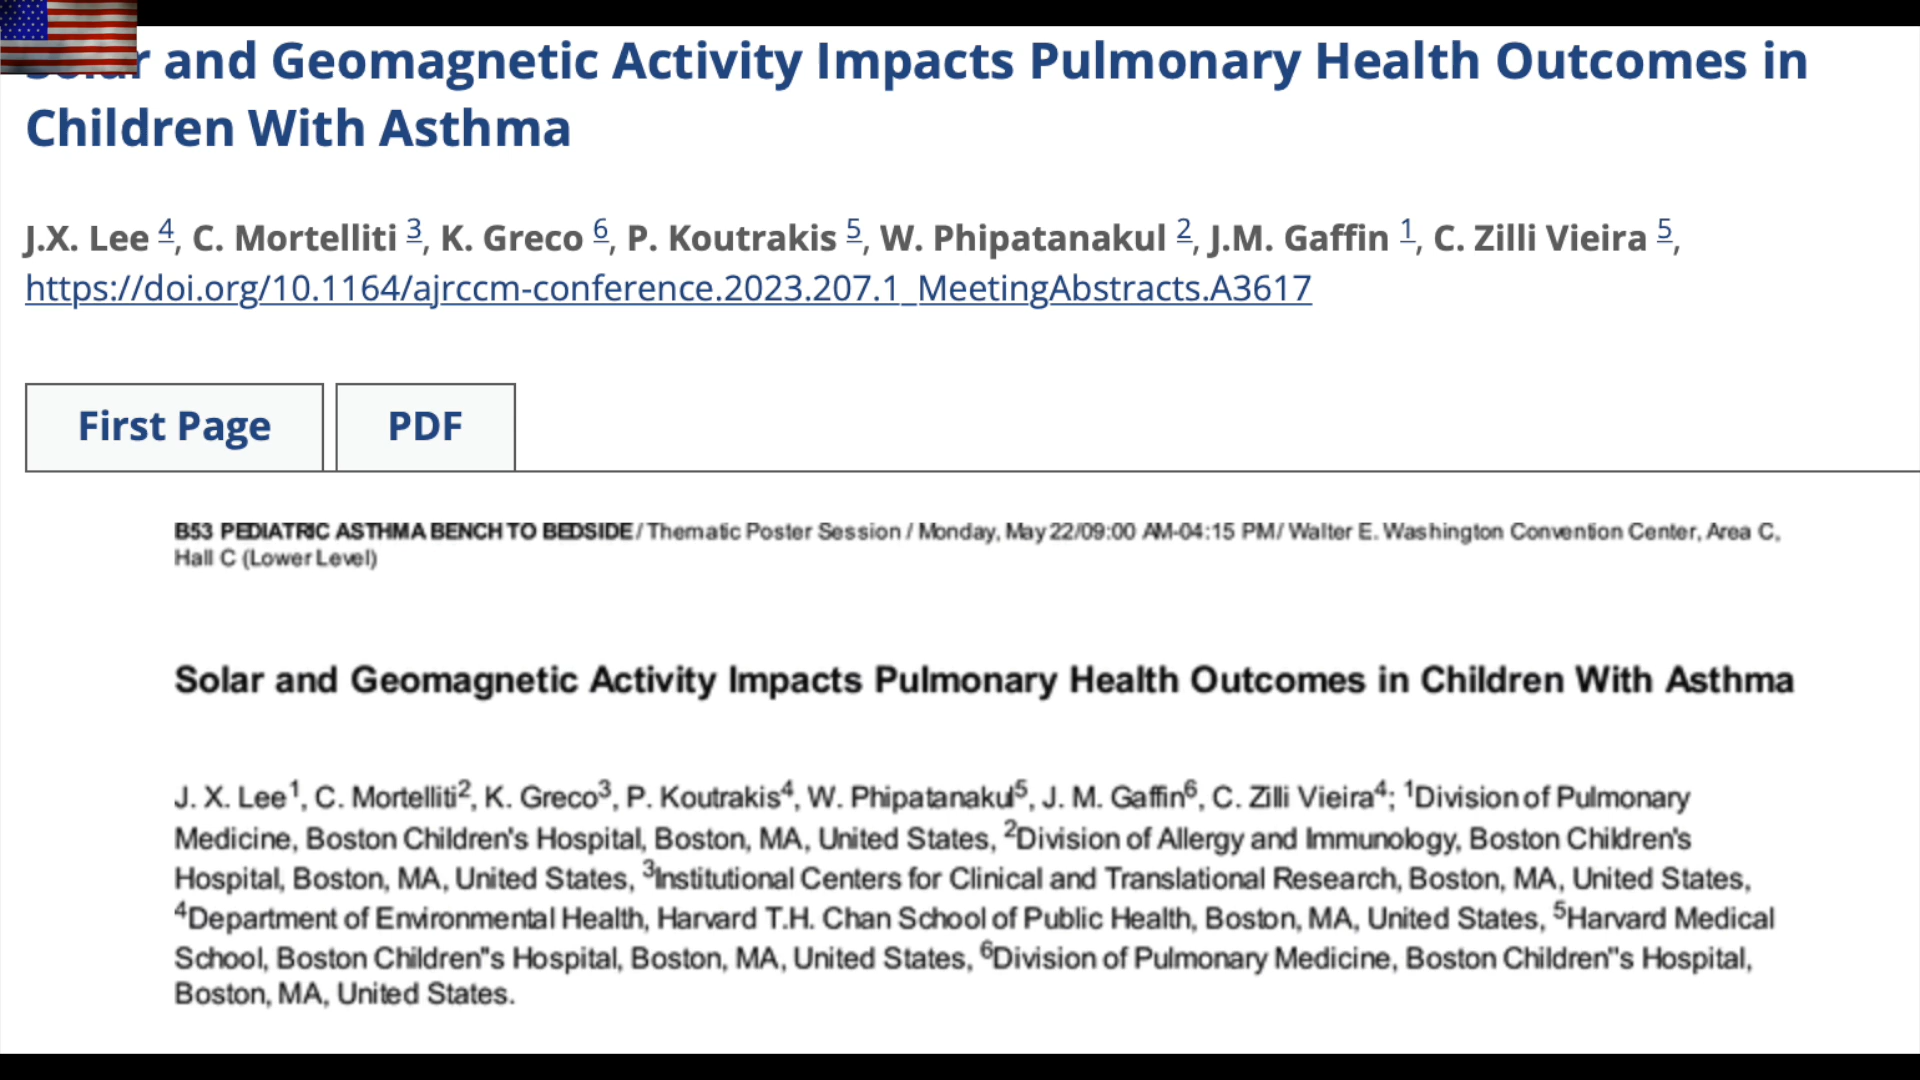 r and Geomagnetic Activity Impacts Pulmonary Health Outcomes in
Children With Asthma
J.X. Lee 4, C. Mortelliti 3, K. Greco 6, P. Koutrakis 5, W. Phipatanakul 2, J.M. Gaffin 1, C. Zilli Vieira 5,
https://doi.org/10.1164/ajrccm-conference.2023.207.1_MeetingAbstracts.A3617
First Page
PDF
B53 PEDIATRIC ASTHMA BENCH TO BEDSIDE / Thematic Poster Session / Monday, May 22/09:00 AM-04:15 PM/ Walter E. Washington Convention Center, Area C,
Hall C (Lower Level)
Solar and Geomagnetic Activity Impacts Pulmonary Health Outcomes in Children With Asthma
J. X. Lee1, C. Mortelliti2, K. Greco3, P. Koutrakis4, W. Phipatanakul5, J. M. Gaffin6, C. Zilli Vieira4; 1Division of Pulmonary
Medicine, Boston Children's Hospital, Boston, MA, United States, 2Division of Allergy and Immunology, Boston Children's
Hospital, Boston, MA, United States, 3Institutional Centers for Clinical and Translational Research, Boston, MA, United States,
4Department of Environmental Health, Harvard T.H. Chan School of Public Health, Boston, MA, United States, 5Harvard Medical
School, Boston Children"s Hospital, Boston, MA, United States, 6Division of Pulmonary Medicine, Boston Children"s Hospital,
Boston, MA, United States.